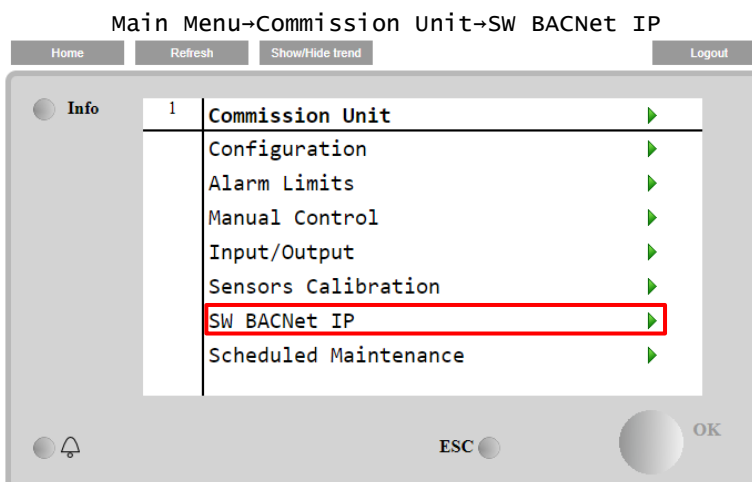 Main Menu→Commission Unit→SW BACNet IP
Home Refresh Show/Hide trend Logout
Info 1 Commission Unit
Configuration
Alarm Limits
Manual Control
Input/Output
Sensors Calibration
SW BACNet IP
Scheduled Maintenance
ESC OK